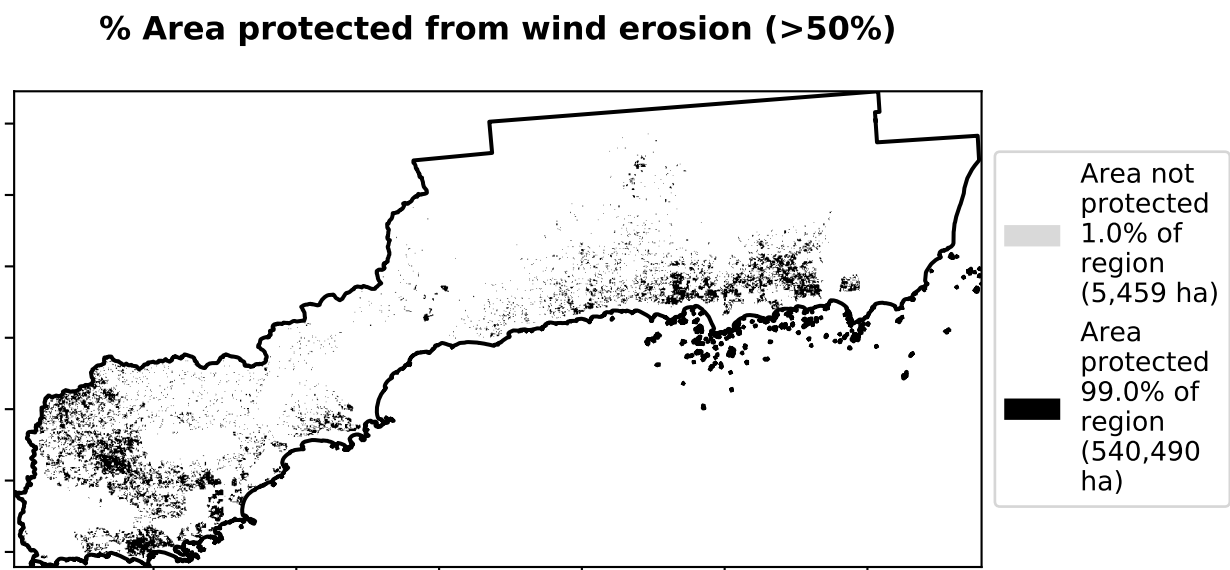 % Area protected from wind erosion (>50%)
Area not
protected
1.0% of
region
(5,459 ha)
Area
protected
99.0% of
region
(540,490
ha)